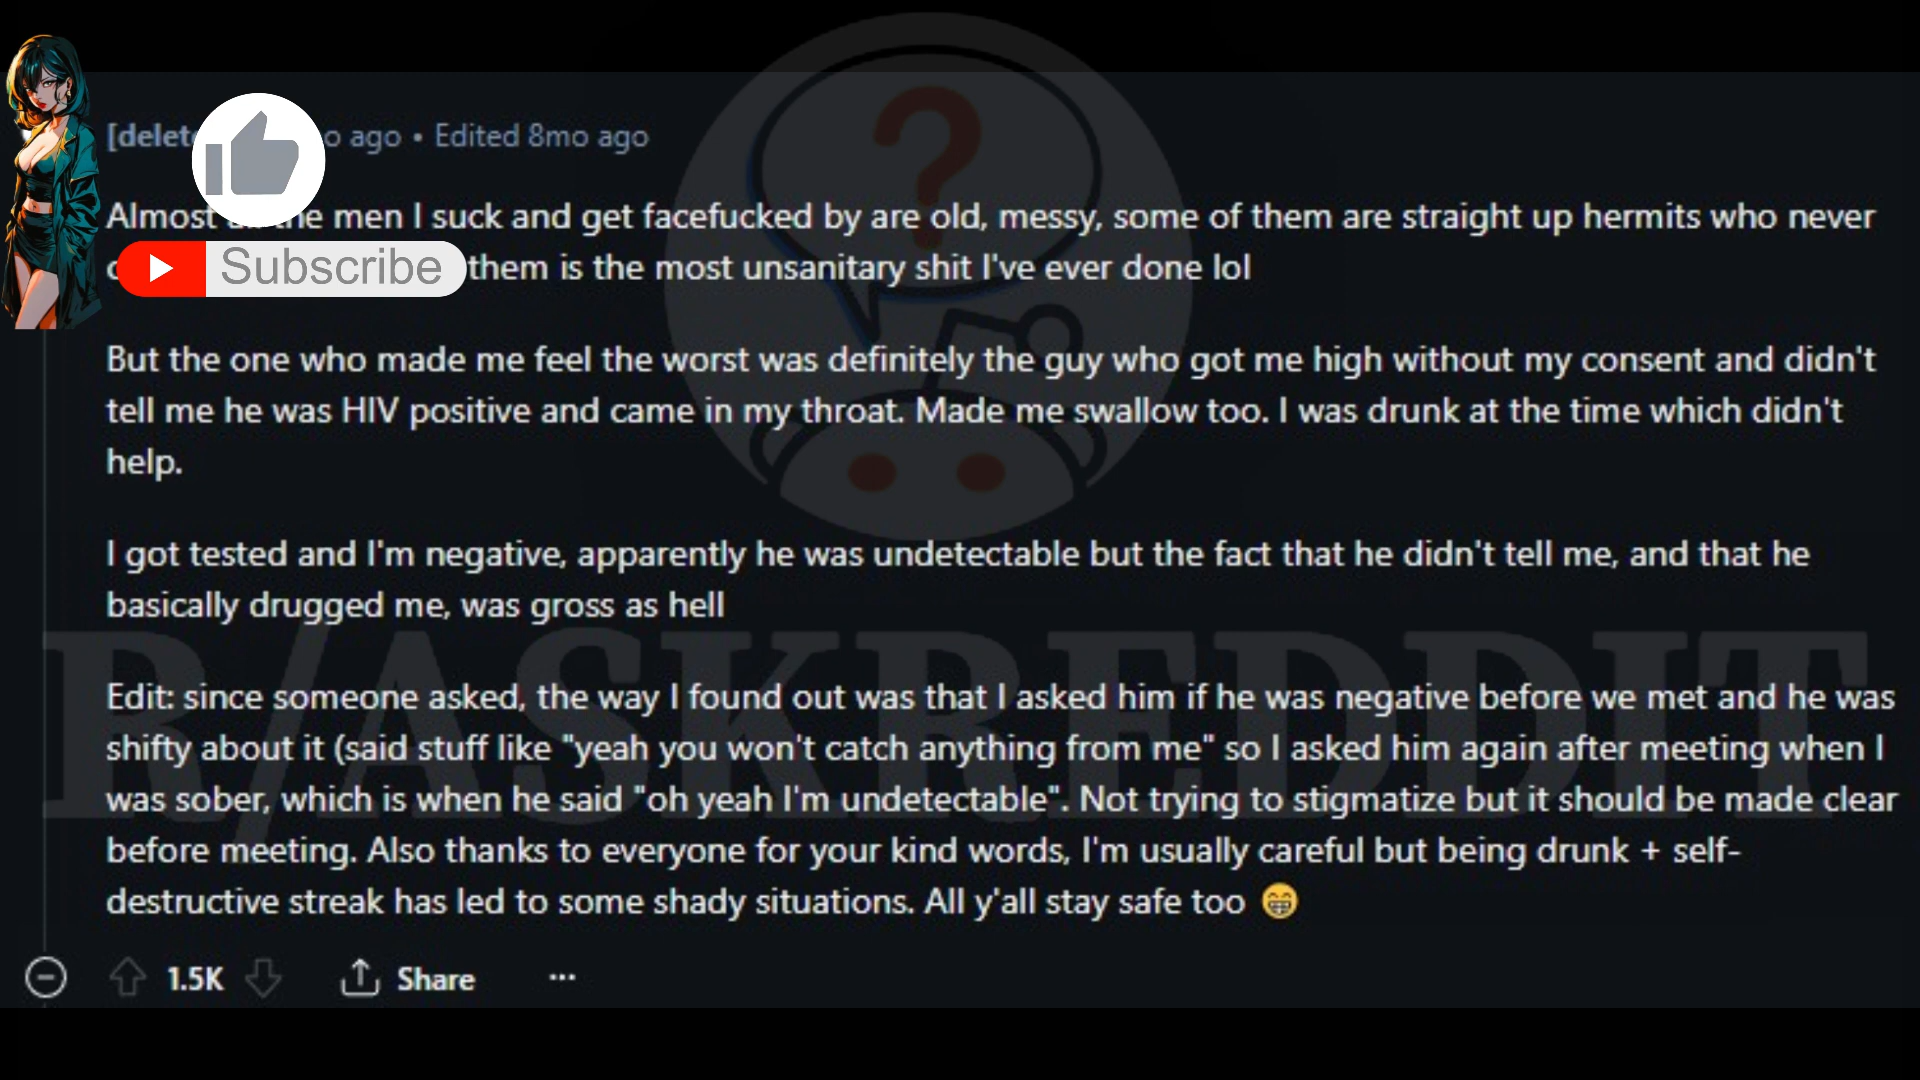 [delet o ago • Edited 8mo ago
Almost men I suck and get facefucked by are old, messy, some of them are straight up hermits who never
Subscribe them is the most unsanitary shit I've ever done lol
But the one who made me feel the worst was definitely the guy who got me high without my consent and didn't
tell me he was HIV positive and came in my throat. Made me swallow too. I was drunk at the time which didn't
help.
I got tested and I'm negative, apparently he was undetectable but the fact that he didn't tell me, and that he
basically drugged me, was gross as hell
R/ASKREDDIT
Edit: since someone asked, the way I found out was that I asked him if he was negative before we met and he was
shifty about it (said stuff like "yeah you won't catch anything from me" so I asked him again after meeting when I
was sober, which is when he said "oh yeah I'm undetectable". Not trying to stigmatize but it should be made clear
before meeting. Also thanks to everyone for your kind words, I'm usually careful but being drunk + self-
destructive streak has led to some shady situations. All y'all stay safe too 😁
1.5K Share ...